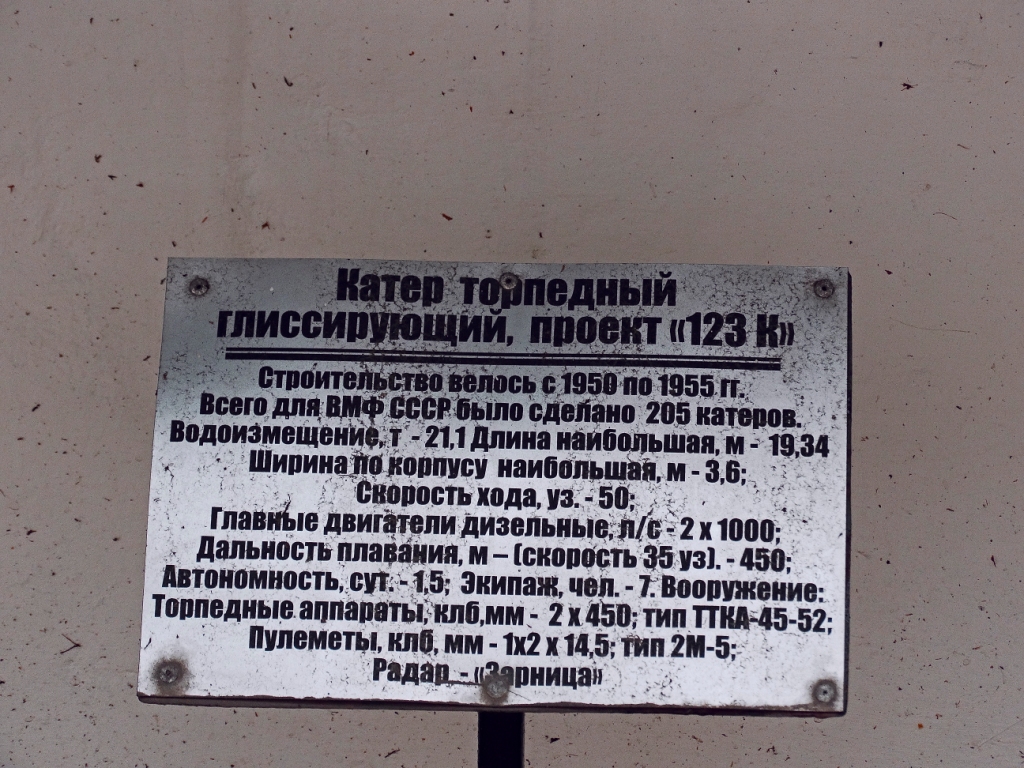 Катер торпедный
глиссирующий, проект «123 К»
Строительство велось с 1950 по 1955 гг.
Всего для ВМФ СССР было сделано 205 катеров.
Водоизмещение, т - 21,1 Длина наибольшая, м - 19,34
Ширина по корпусу наибольшая, м - 3,6;
Скорость хода, уз. - 50;
Главные двигатели дизельные, л/с - 2 х 1000;
Дальность плавания, м – (скорость 35 уз). - 450;
Автономность, сут. - 1,5; Экипаж, чел. - 7. Вооружение:
Торпедные аппараты, клб,мм - 2 х 450; тип ТТКА-45-52;
Пулеметы, клб, мм - 1х2 х 14,5; тип 2М-5;
Радар - «Зарница»